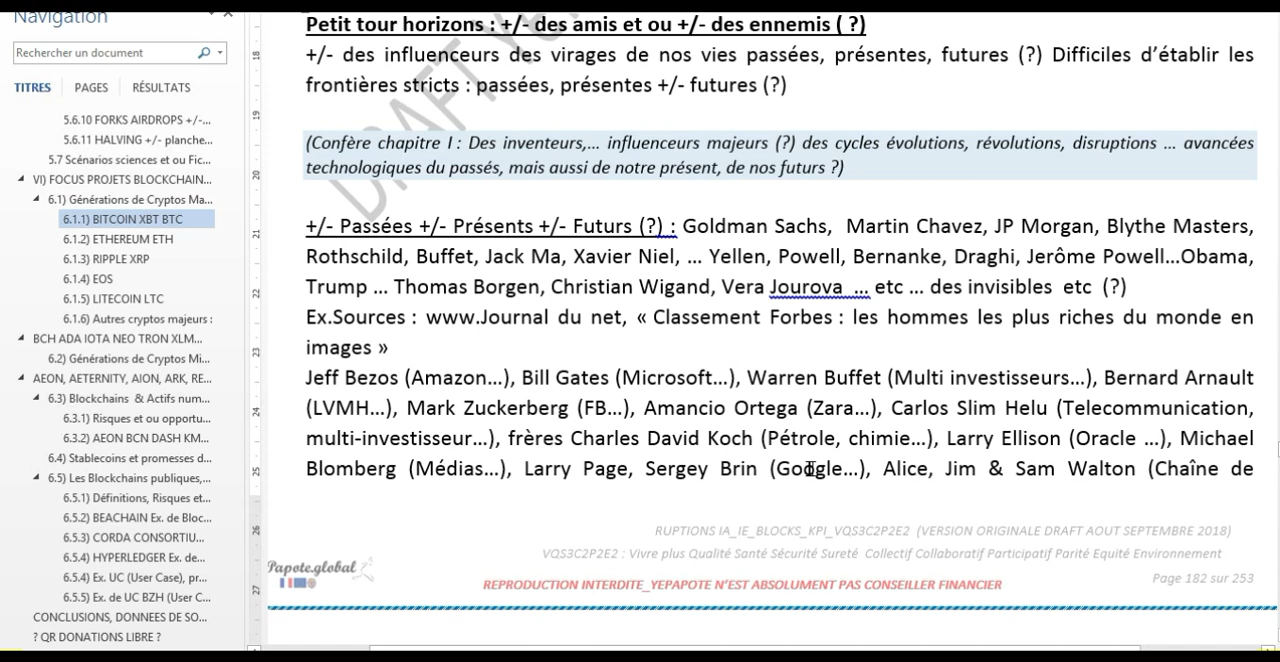 Navigation
Rechercher un document
TITRES PAGES RÉSULTATS
5.6.10 FORKS AIRDROPS +/-...
5.6.11 HALVING +/- planche...
5.7 Scénarios sciences et ou Fic...
VI) FOCUS PROJETS BLOCKCHAIN...
6.1) Générations de Cryptos Ma...
6.1.1) BITCOIN XBT BTC
6.1.2) ETHEREUM ETH
6.1.3) RIPPLE XRP
6.1.4) EOS
6.1.5) LITECOIN LTC
6.1.6) Autres cryptos majeurs :
BCH ADA IOTA NEO TRON XLM...
6.2) Générations de Cryptos Mi...
AEON, AETERNITY, AION, ARK, RE...
6.3) Blockchains & Actifs num...
6.3.1) Risques et ou opportu...
6.3.2) AEON BCN DASH KM...
6.4) Stablecoins et promesses d...
6.5) Les Blockchains publiques,...
6.5.1) Définitions, Risques et...
6.5.2) BEACHAIN Ex. de Bloc...
6.5.3) CORDA CONSORTIU...
6.5.4) HYPERLEDGER Ex. de...
6.5.4) Ex. UC (User Case), pr...
6.5.5) Ex. de UC BZH (User C...
CONCLUSIONS, DONNEES DE SO...
? QR DONATIONS LIBRE ?
18
19
20
21
22
23
24
25
26
27
Petit tour horizons : +/- des amis et ou +/- des ennemis ( ?)
+/- des influenceurs des virages de nos vies passées, présentes, futures (?) Difficiles d’établir les
frontières stricts : passées, présentes +/- futures (?)
(Confère chapitre I : Des inventeurs,... influenceurs majeurs (?) des cycles évolutions, révolutions, disruptions ... avancées
technologiques du passés, mais aussi de notre présent, de nos futurs ?)
+/- Passées +/- Présents +/- Futurs (?) : Goldman Sachs, Martin Chavez, JP Morgan, Blythe Masters,
Rothschild, Buffet, Jack Ma, Xavier Niel, ... Yellen, Powell, Bernanke, Draghi, Jerôme Powell...Obama,
Trump ... Thomas Borgen, Christian Wigand, Vera Jourova ... etc ... des invisibles etc (?)
Ex.Sources : www.Journal du net, « Classement Forbes : les hommes les plus riches du monde en
images »
Jeff Bezos (Amazon...), Bill Gates (Microsoft...), Warren Buffet (Multi investisseurs...), Bernard Arnault
(LVMH...), Mark Zuckerberg (FB...), Amancio Ortega (Zara...), Carlos Slim Helu (Telecommunication,
multi-investisseur...), frères Charles David Koch (Pétrole, chimie...), Larry Ellison (Oracle ...), Michael
Blomberg (Médias...), Larry Page, Sergey Brin (Google...), Alice, Jim & Sam Walton (Chaîne de
DRAFT
RUPTIONS IA_IE_BLOCKS_KPI_VQS3C2P2E2 (VERSION ORIGINALE DRAFT AOUT SEPTEMBRE 2018)
VQS3C2P2E2 : Vivre plus Qualité Santé Sécurité Sureté Collectif Collaboratif Participatif Parité Equité Environnement
Papote.global
REPRODUCTION INTERDITE_YEPAPOTE N’EST ABSOLUMENT PAS CONSEILLER FINANCIER
Page 182 sur 253